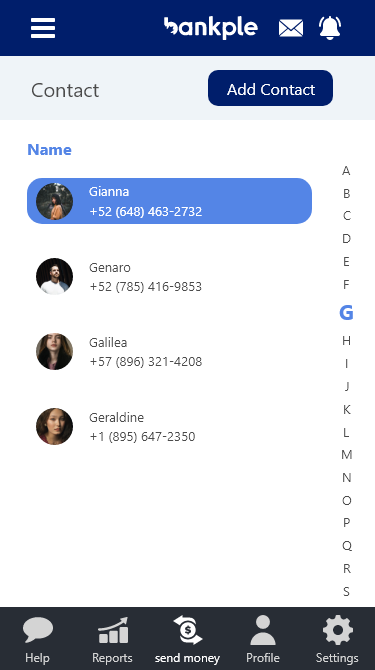 bankple
Contact
Add Contact
Name
Gianna
+52 (648) 463-2732
Genaro
+52 (785) 416-9853
Galilea
+57 (896) 321-4208
Geraldine
+1 (895) 647-2350
A
B
C
D
E
F
G
H
I
J
K
L
M
N
O
P
Q
R
S
Help
Reports
send money
Profile
Settings